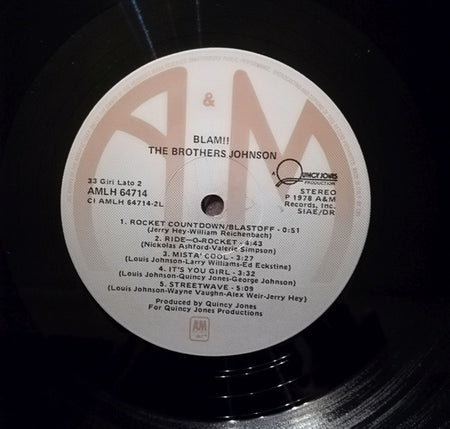 A & M
BLAM!!
THE BROTHERS JOHNSON
33 Giri Lato 2
AMLH 64714
CI AMLH 64714-2L
A QUINCY JONES
PRODUCTION
STEREO
P 1978 A&M
Records, Inc.
SIAE/DR
1. ROCKET COUNTDOWN/BLASTOFF - 0:51
(Jerry Hey-William Reichenbach)
2. RIDE-O-ROCKET - 4:43
(Nickolas Ashford-Valerie Simpson)
3. MISTA' COOL - 3:27
(Louis Johnson-Larry Williams-Ed Eckstine)
4. IT'S YOU GIRL - 3:32
(Louis Johnson-Quincy Jones-George Johnson)
5. STREETWAVE - 5:09
(Louis Johnson-Wayne Vaughn-Alex Weir-Jerry Hey)
Produced by Quincy Jones
For Quincy Jones Productions
AM